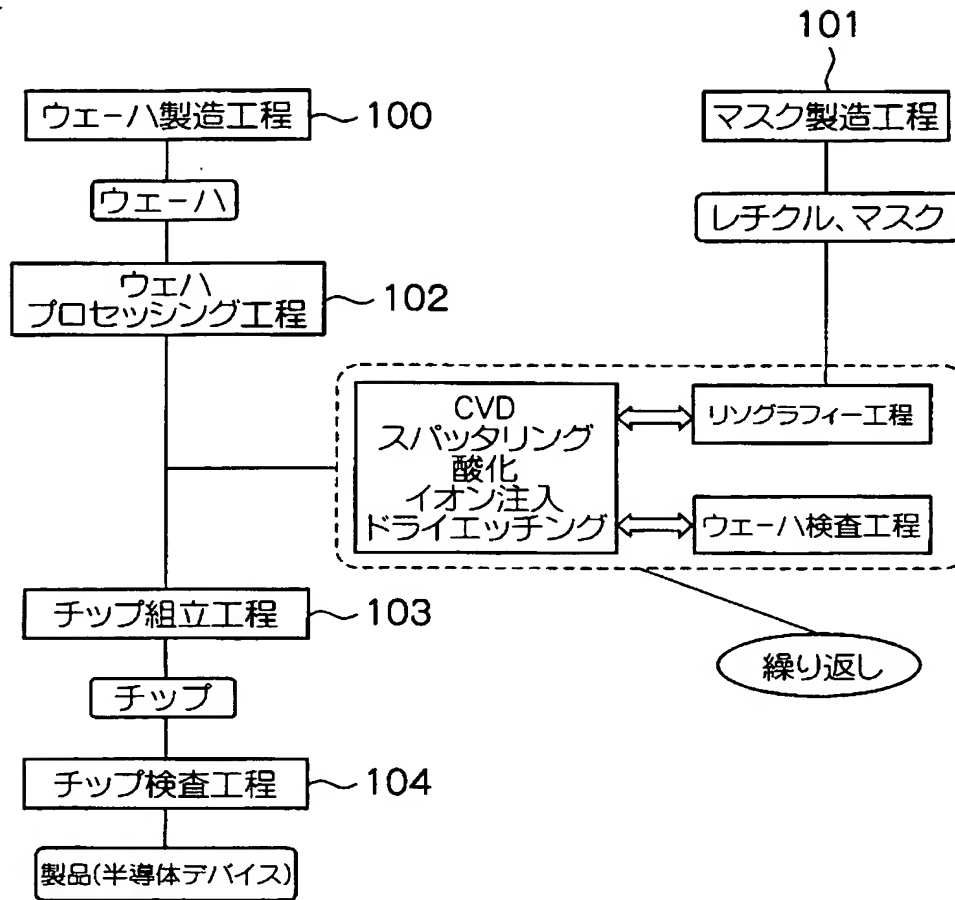 101
ウェーハ製造工程
100
マスク製造工程
ウェーハ
レチクル、マスク
ウェハ
プロセッシング工程
102
CVD
スパッタリング
酸化
イオン注入
ドライエッチング
リソグラフィー工程
ウェーハ検査工程
チップ組立工程
103
繰り返し
チップ
チップ検査工程
104
製品(半導体デバイス)